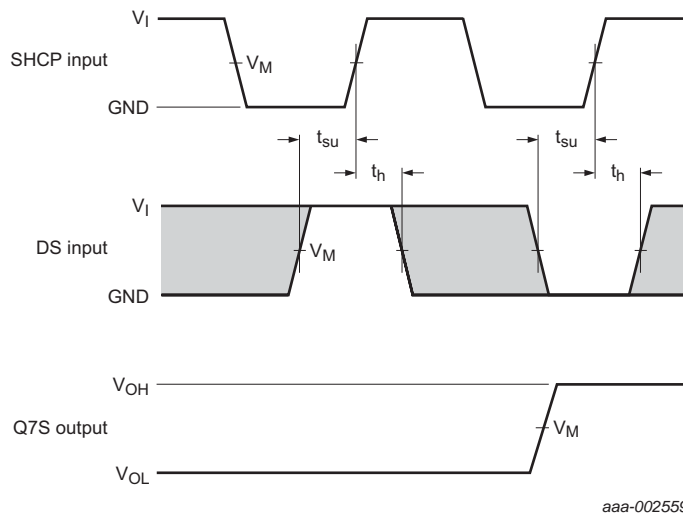 V_I
SHCP input
V_M
GND
t_su
t_su
t_h
t_h
V_I
DS input
V_M
GND
V_OH
Q7S output
V_M
V_OL
aaa-002559